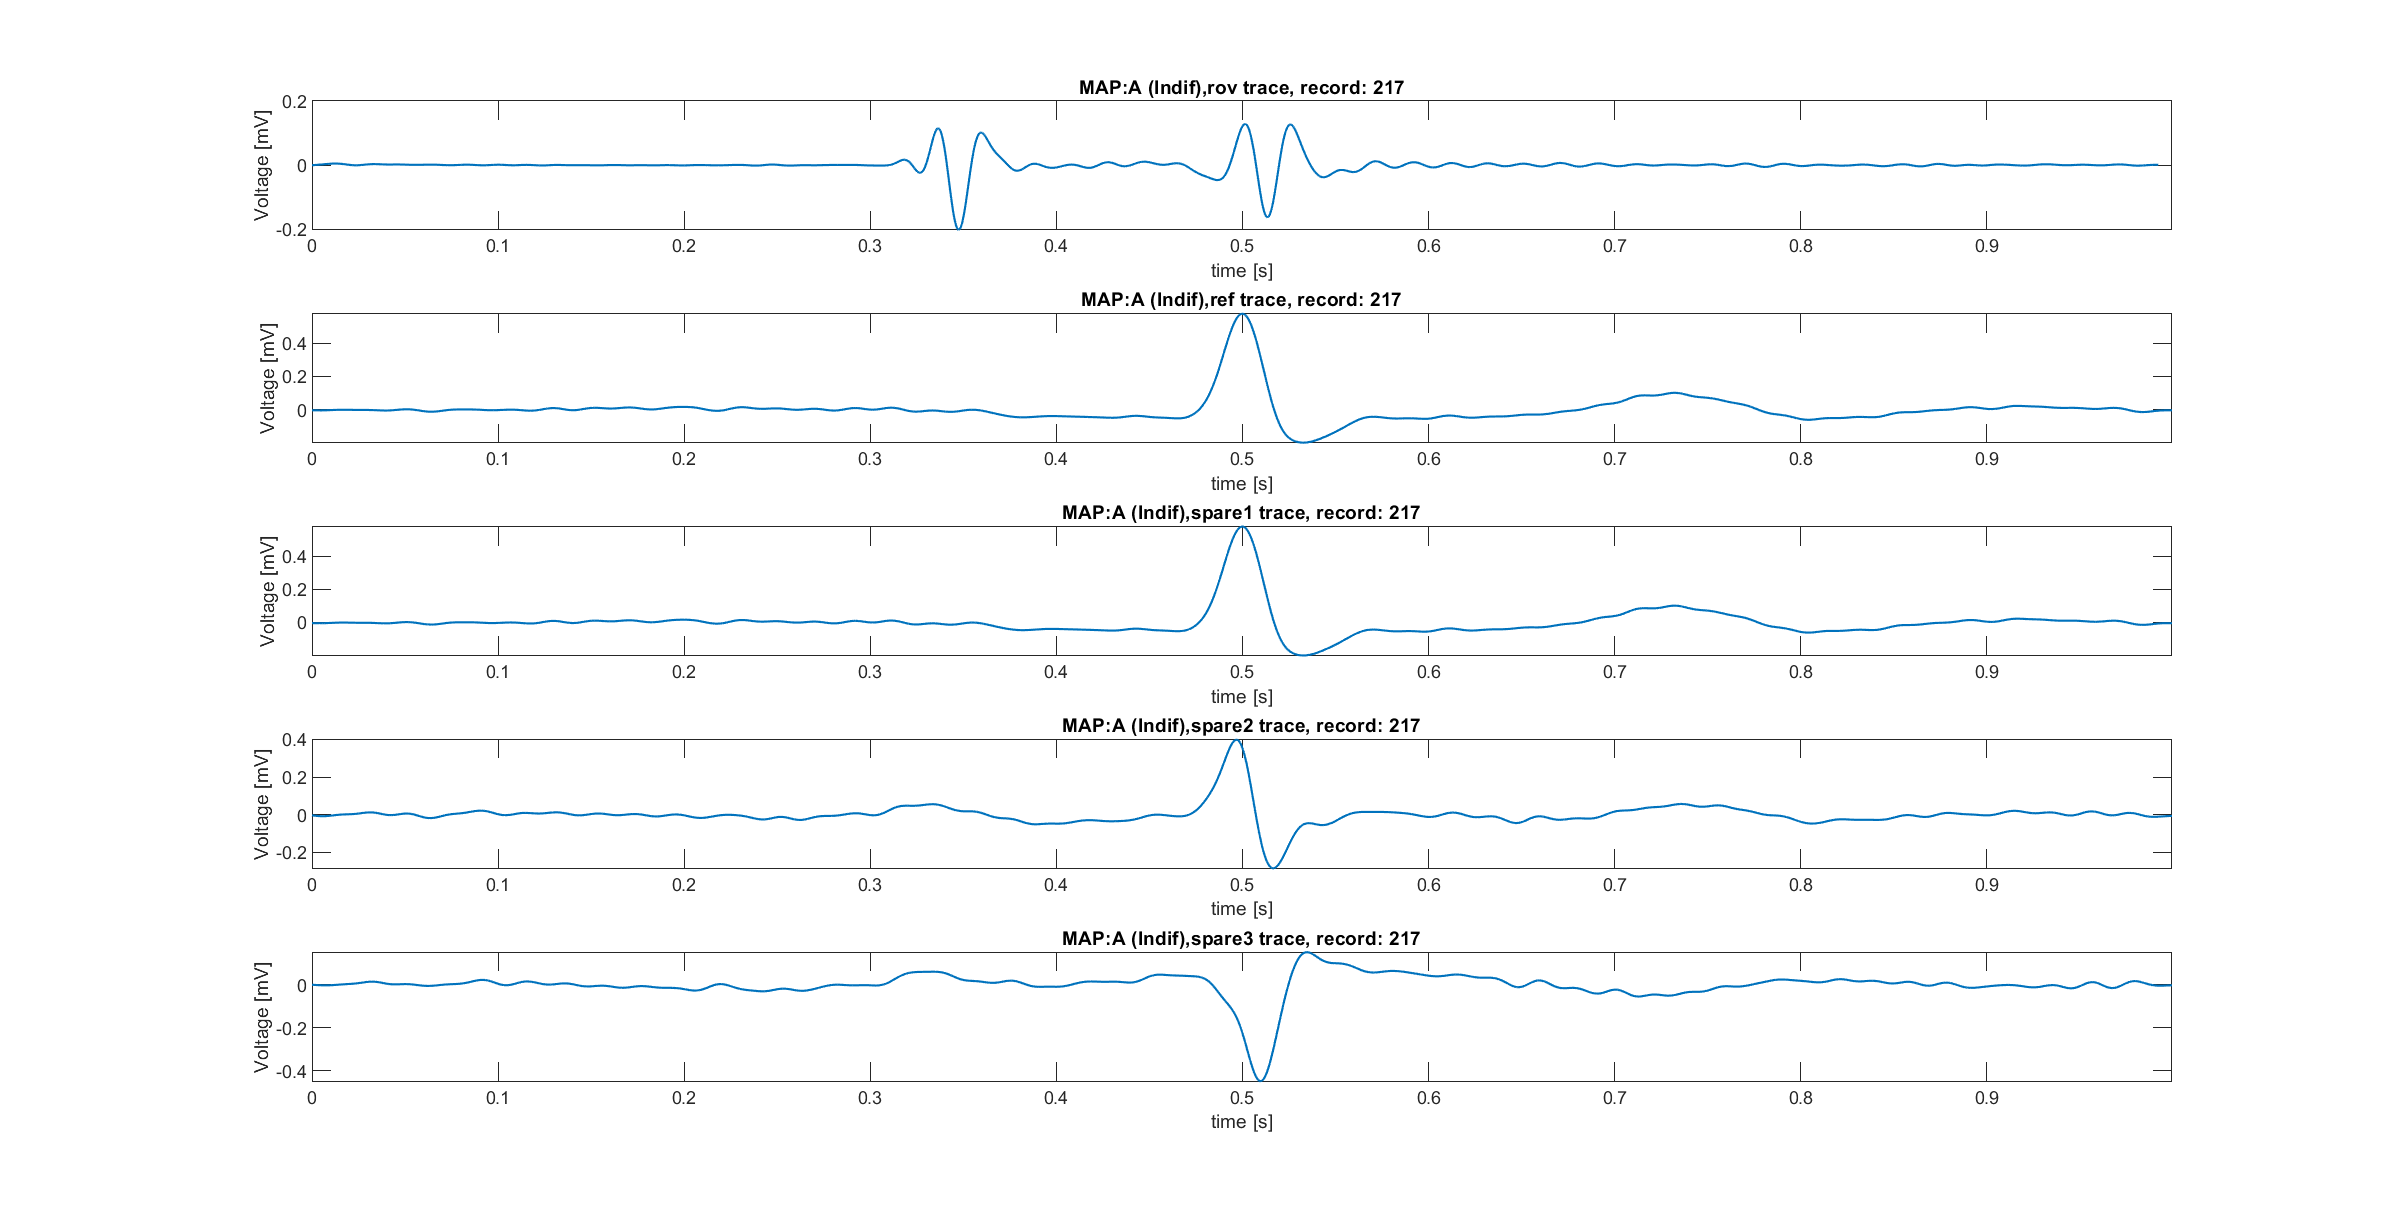 MAP:A (Indif),rov trace, record: 217
Voltage [mV]
0.2
0
-0.2
0 0.1 0.2 0.3 0.4 0.5 0.6 0.7 0.8 0.9
time [s]
MAP:A (Indif),ref trace, record: 217
Voltage [mV]
0.4
0.2
0
0 0.1 0.2 0.3 0.4 0.5 0.6 0.7 0.8 0.9
time [s]
MAP:A (Indif),spare1 trace, record: 217
Voltage [mV]
0.4
0.2
0
0 0.1 0.2 0.3 0.4 0.5 0.6 0.7 0.8 0.9
time [s]
MAP:A (Indif),spare2 trace, record: 217
Voltage [mV]
0.4
0.2
0
-0.2
0 0.1 0.2 0.3 0.4 0.5 0.6 0.7 0.8 0.9
time [s]
MAP:A (Indif),spare3 trace, record: 217
Voltage [mV]
0
-0.2
-0.4
0 0.1 0.2 0.3 0.4 0.5 0.6 0.7 0.8 0.9
time [s]